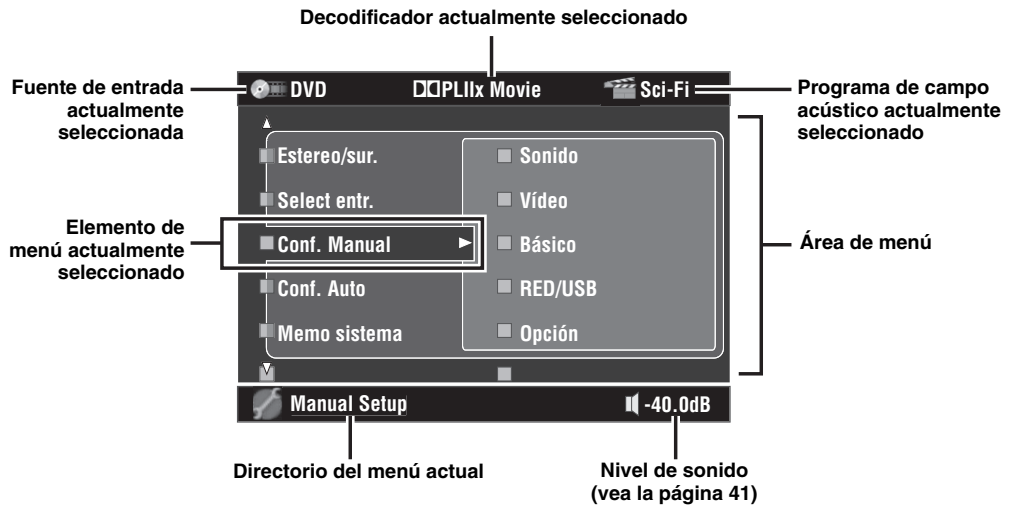 Decodificador actualmente seleccionado
Fuente de entrada
actualmente
seleccionada
DVD
PLIIx Movie
Sci-Fi
Programa de campo
acústico actualmente
seleccionado
Estereo/sur.
Sonido
Select entr.
Vídeo
Elemento de
menú actualmente
seleccionado
Conf. Manual
Básico
Área de menú
Conf. Auto
RED/USB
Memo sistema
Opción
Manual Setup
-40.0dB
Directorio del menú actual
Nivel de sonido
(vea la página 41)